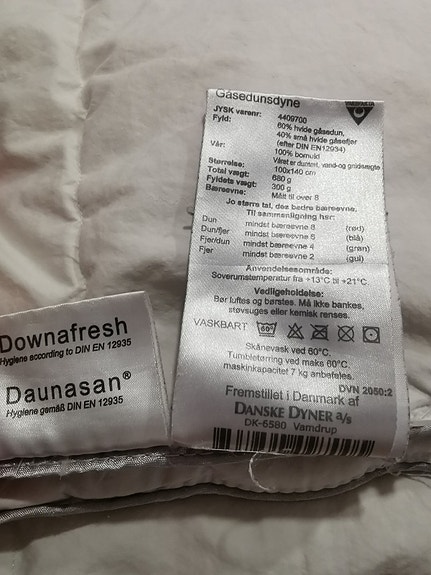 Gåsedunsdyne
JYSK varenr: 4409700
Fyld: 60% hvide gåsedun,
40% små hvide gåsefjer
(efter DIN EN12934)
Vår: 100% bomuld
Våret er duntæt, vand-og gnideægte
Størrelse: 100x140 cm
Total vægt: 680 g
Fyldets vægt: 300 g
Bæreevne: Målt til over 8
Jo større tal, des bedre bæreevne.
Til sammenligning har:
Dun mindst bæreevne 8 (rød)
Dun/fjer mindst bæreevne 6 (blå)
Fjer/dun mindst bæreevne 4 (grøn)
Fjer mindst bæreevne 2 (gul)
Anvendelsesområde:
Soverumstemperatur fra +13°C til +21°C.
Vedligeholdelse:
Bør luftes og børstes. Må ikke bankes,
støvsuges eller kemisk renses.
VASKBART 60°
Skånevask ved 60°C.
Tumbletørring ved maks 60°C.
maskinkapacitet 7 kg anbefales.
DVN 2050:2
Fremstillet i Danmark af
DANSKE DYNER a/s
DK-6580 Vamdrup
Downafresh
Hygiene according to DIN EN 12935
Daunasan®
Hygiene gemäß DIN EN 12935